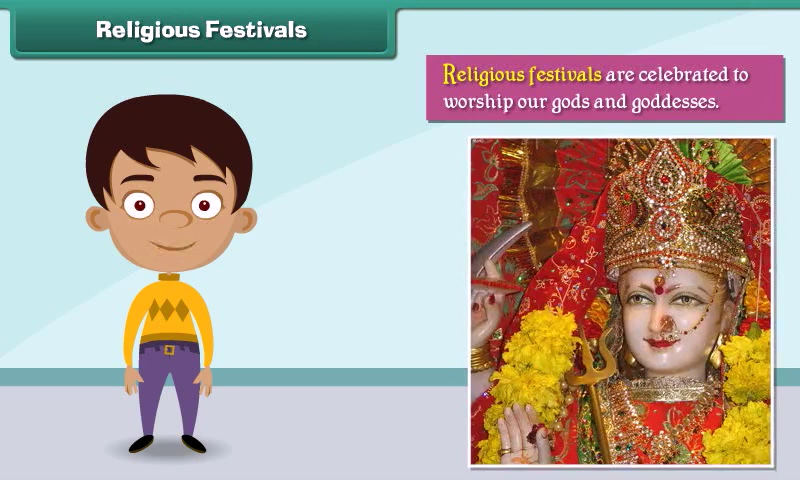 Religious Festivals
Religious festivals are celebrated to
worship our gods and goddesses.